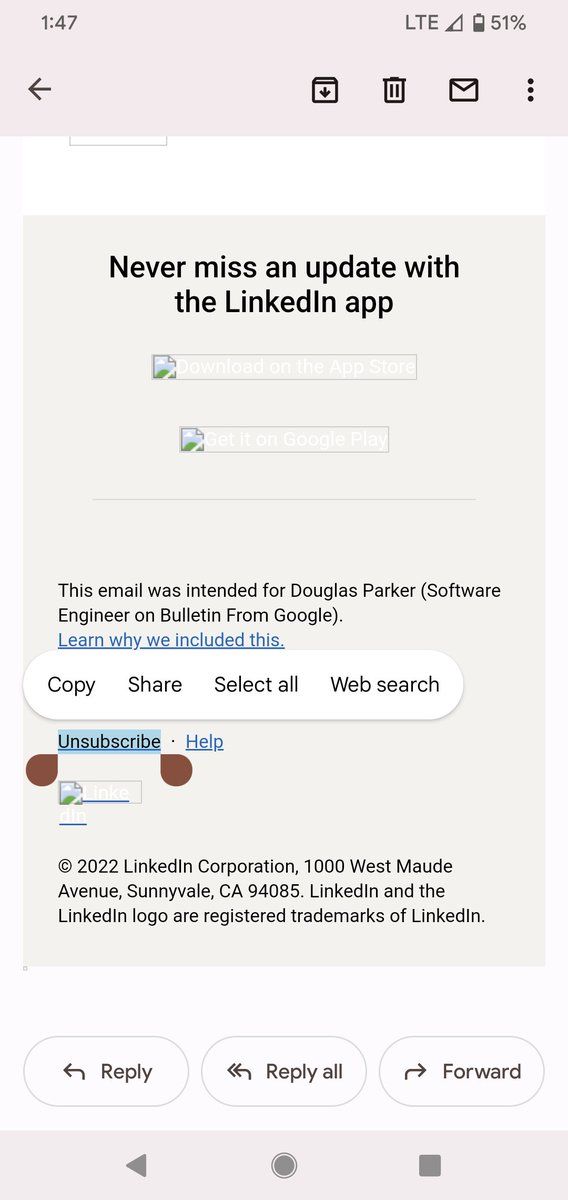 1:47
LTE 51%
Never miss an update with
the LinkedIn app
Download on the App Store
Get it on Google Play
This email was intended for Douglas Parker (Software
Engineer on Bulletin From Google).
Learn why we included this.
Copy Share Select all Web search
Unsubscribe · Help
Linke
dIn
© 2022 LinkedIn Corporation, 1000 West Maude
Avenue, Sunnyvale, CA 94085. LinkedIn and the
LinkedIn logo are registered trademarks of LinkedIn.
Reply Reply all Forward